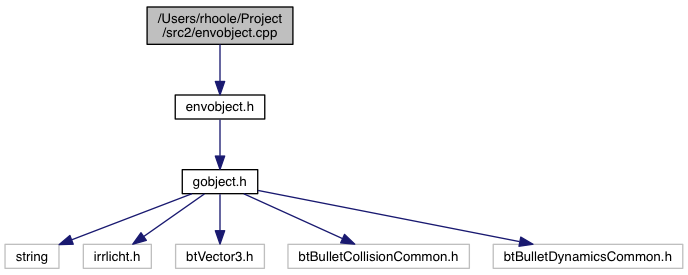 /Users/rhoole/Project
/src2/envobject.cpp
envobject.h
gobject.h
string
irrlicht.h
btVector3.h
btBulletCollisionCommon.h
btBulletDynamicsCommon.h